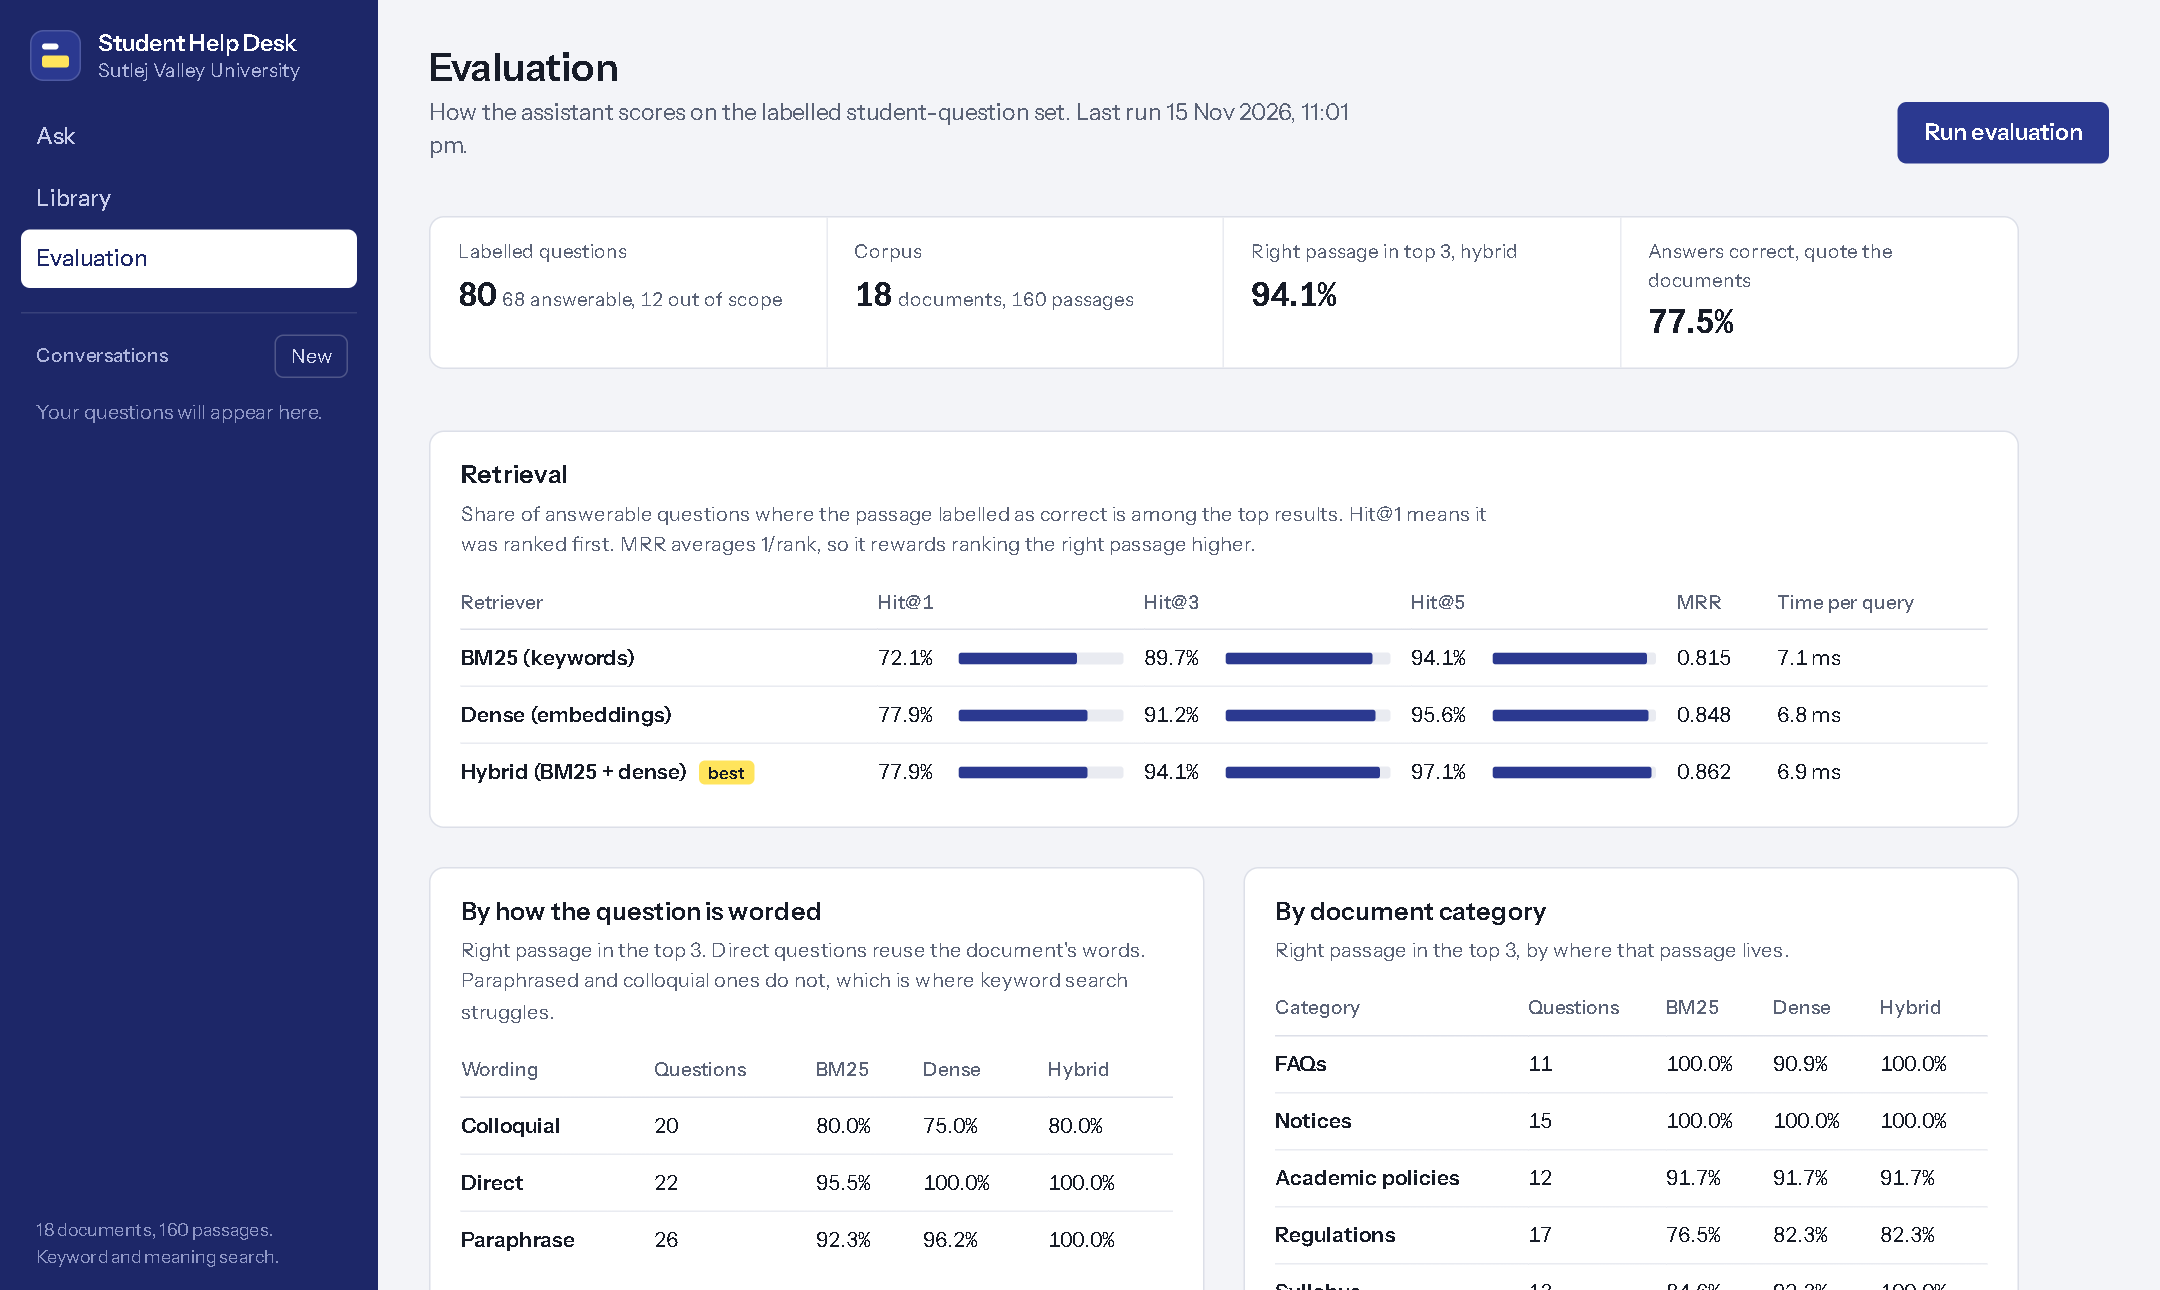 Student Help Desk
Sutlej Valley University
Ask
Library
Evaluation
Conversations
New
Your questions will appear here.
18 documents, 160 passages.
Keyword and meaning search.
Evaluation
How the assistant scores on the labelled student-question set. Last run 15 Nov 2026, 11:01
pm.
Run evaluation
Labelled questions
80 68 answerable, 12 out of scope
Corpus
18 documents, 160 passages
Right passage in top 3, hybrid
94.1%
Answers correct, quote the
documents
77.5%
Retrieval
Share of answerable questions where the passage labelled as correct is among the top results. Hit@1 means it
was ranked first. MRR averages 1/rank, so it rewards ranking the right passage higher.
Retriever Hit@1 Hit@3 Hit@5 MRR Time per query
BM25 (keywords) 72.1% 89.7% 94.1% 0.815 7.1 ms
Dense (embeddings) 77.9% 91.2% 95.6% 0.848 6.8 ms
Hybrid (BM25 + dense) best 77.9% 94.1% 97.1% 0.862 6.9 ms
By how the question is worded
Right passage in the top 3. Direct questions reuse the document's words.
Paraphrased and colloquial ones do not, which is where keyword search
struggles.
Wording Questions BM25 Dense Hybrid
Colloquial 20 80.0% 75.0% 80.0%
Direct 22 95.5% 100.0% 100.0%
Paraphrase 26 92.3% 96.2% 100.0%
By document category
Right passage in the top 3, by where that passage lives.
Category Questions BM25 Dense Hybrid
FAQs 11 100.0% 90.9% 100.0%
Notices 15 100.0% 100.0% 100.0%
Academic policies 12 91.7% 91.7% 91.7%
Regulations 17 76.5% 82.3% 82.3%